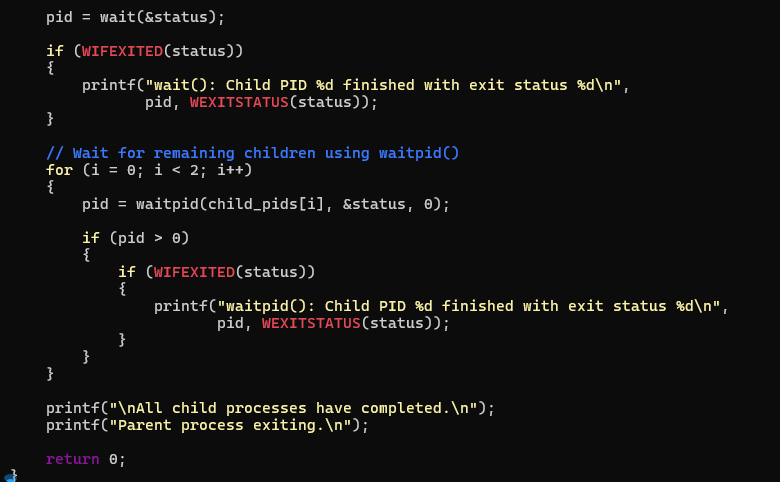 pid = wait(&status);
if (WIFEXITED(status))
{
printf("wait(): Child PID %d finished with exit status %d\n",
pid, WEXITSTATUS(status));
}
// Wait for remaining children using waitpid()
for (i = 0; i < 2; i++)
{
pid = waitpid(child_pids[i], &status, 0);
if (pid > 0)
{
if (WIFEXITED(status))
{
printf("waitpid(): Child PID %d finished with exit status %d\n",
pid, WEXITSTATUS(status));
}
}
}
printf("\nAll child processes have completed.\n");
printf("Parent process exiting.\n");
return 0;
}